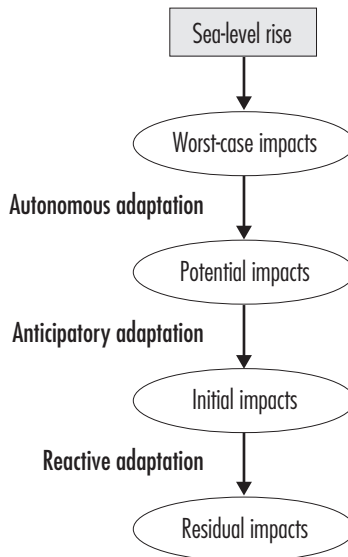 Sea-level rise
Worst-case impacts
Autonomous adaptation
Potential impacts
Anticipatory adaptation
Initial impacts
Reactive adaptation
Residual impacts